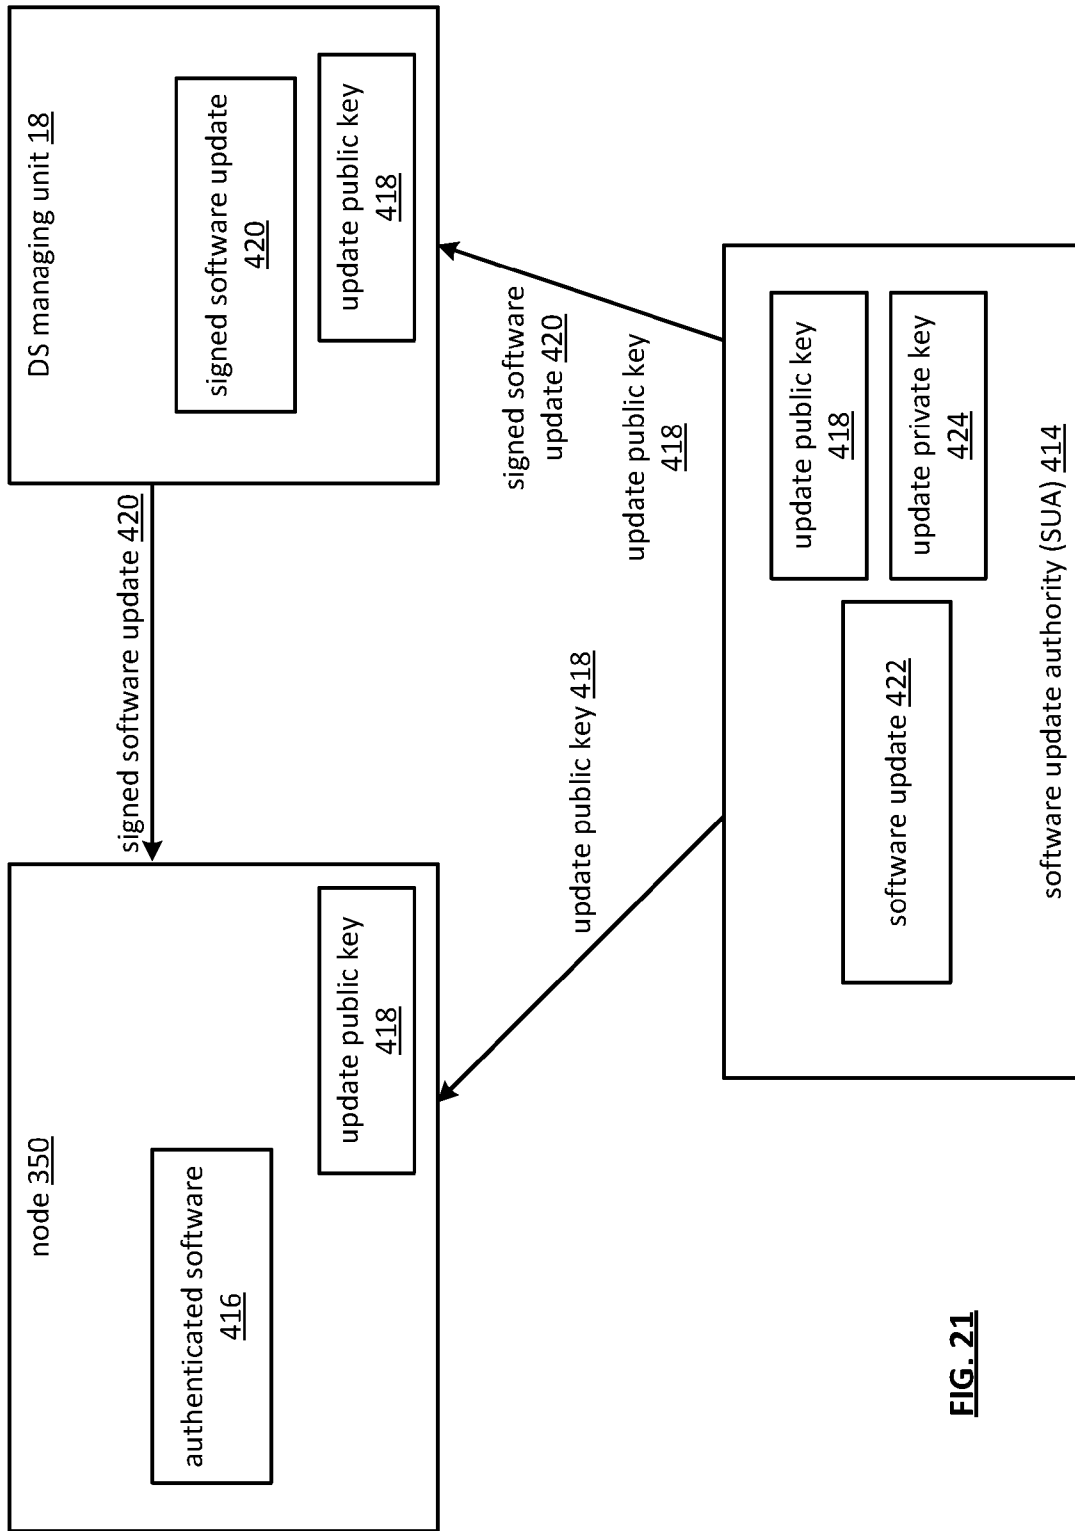 node 350
authenticated software
416
update public key
418
signed software update 420
DS managing unit 18
signed software update
420
update public key
418
update public key 418
signed software
update 420
update public key
418
software update 422
update public key
418
update private key
424
software update authority (SUA) 414
FIG. 21